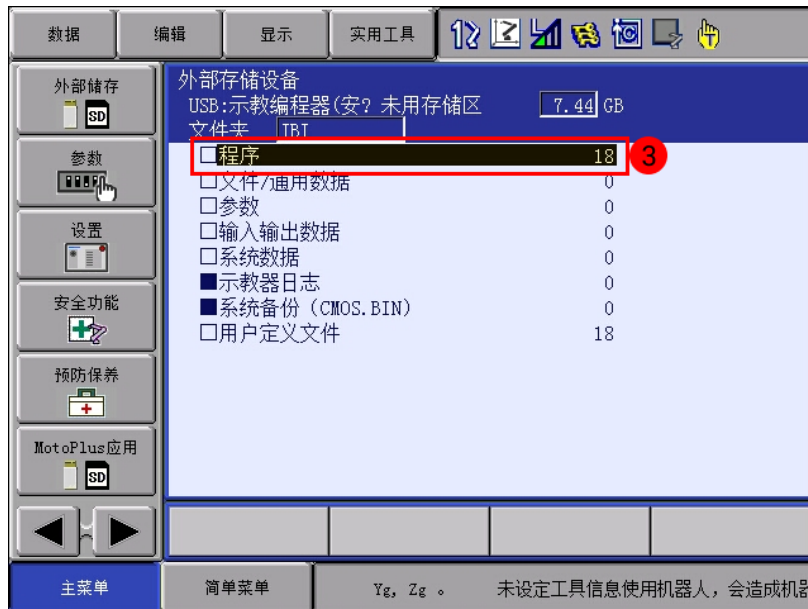 数据 编辑 显示 实用工具
外部储存
SD
参数
设置
安全功能
预防保养
MotoPlus应用
SD
外部存储设备
USB:示教编程器(安? 未用存储区 7.44 GB
文件夹 JBI
□程序 18 3
□文件/通用数据 0
□参数 0
□输入输出数据 0
□系统数据 0
■示教器日志 0
■系统备份（CMOS.BIN） 0
□用户定义文件 18
主菜单 简单菜单 Yg, Zg 。 未设定工具信息使用机器人，会造成机器